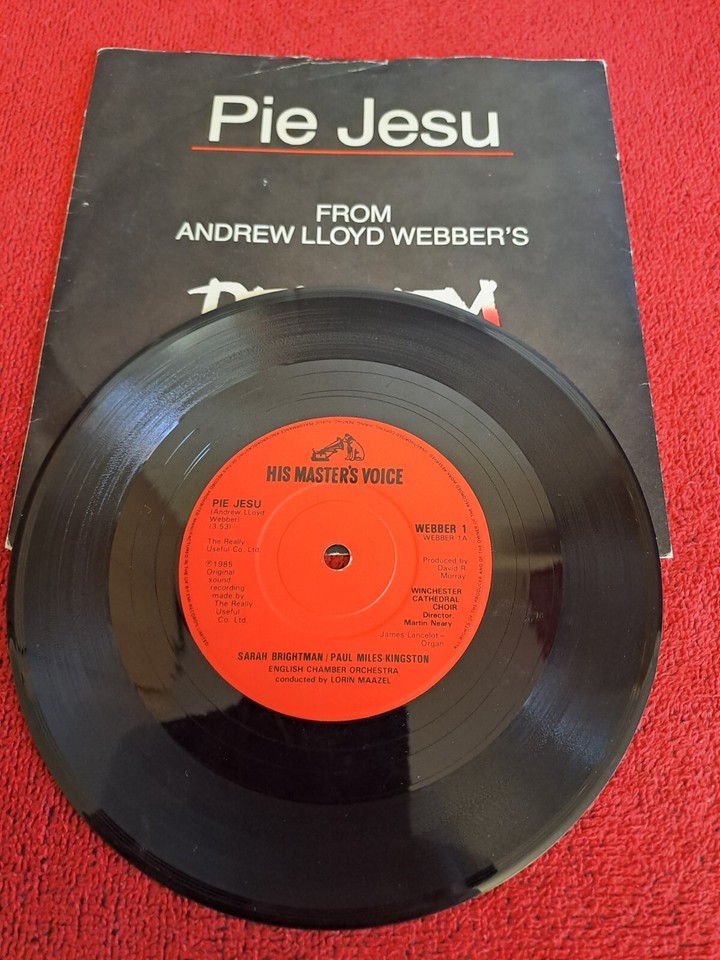 Pie Jesu
FROM
ANDREW LLOYD WEBBER'S
HIS MASTER'S VOICE
PIE JESU
(Andrew Lloyd
Webber)
(3.53)
The Really
Useful Co. Ltd.
℗1985
Original
sound
recording
made by
The Really
Useful
Co. Ltd.
WEBBER 1
WEBBER 1A
Produced by
David R.
Murray
WINCHESTER
CATHEDRAL
CHOIR
Director,
Martin Neary
James Lancelot–
Organ
SARAH BRIGHTMAN/PAUL MILES-KINGSTON
ENGLISH CHAMBER ORCHESTRA
conducted by LORIN MAAZEL